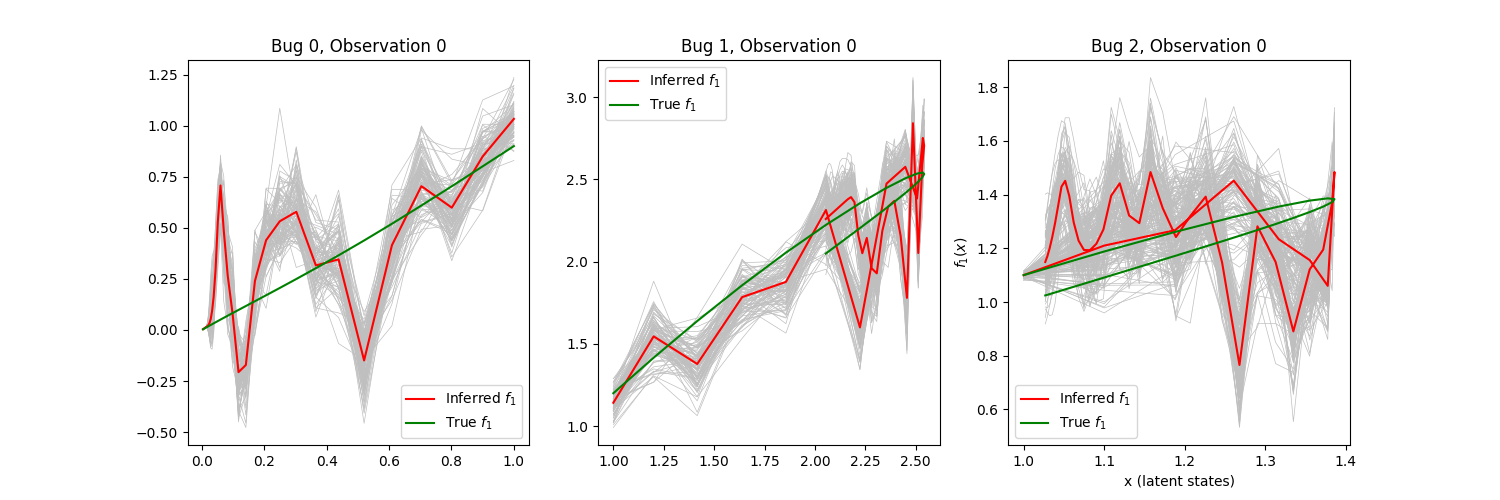 Bug 0, Observation 0
1.25
1.00
0.75
0.50
0.25
0.00
−0.25
−0.50
Inferred f₁
True f₁
0.0 0.2 0.4 0.6 0.8 1.0
Bug 1, Observation 0
Inferred f₁
True f₁
3.0
2.5
2.0
1.5
1.0
1.00 1.25 1.50 1.75 2.00 2.25 2.50
Bug 2, Observation 0
f₁(x)
1.8
1.6
1.4
1.2
1.0
0.8
0.6
Inferred f₁
True f₁
1.0 1.1 1.2 1.3 1.4
x (latent states)